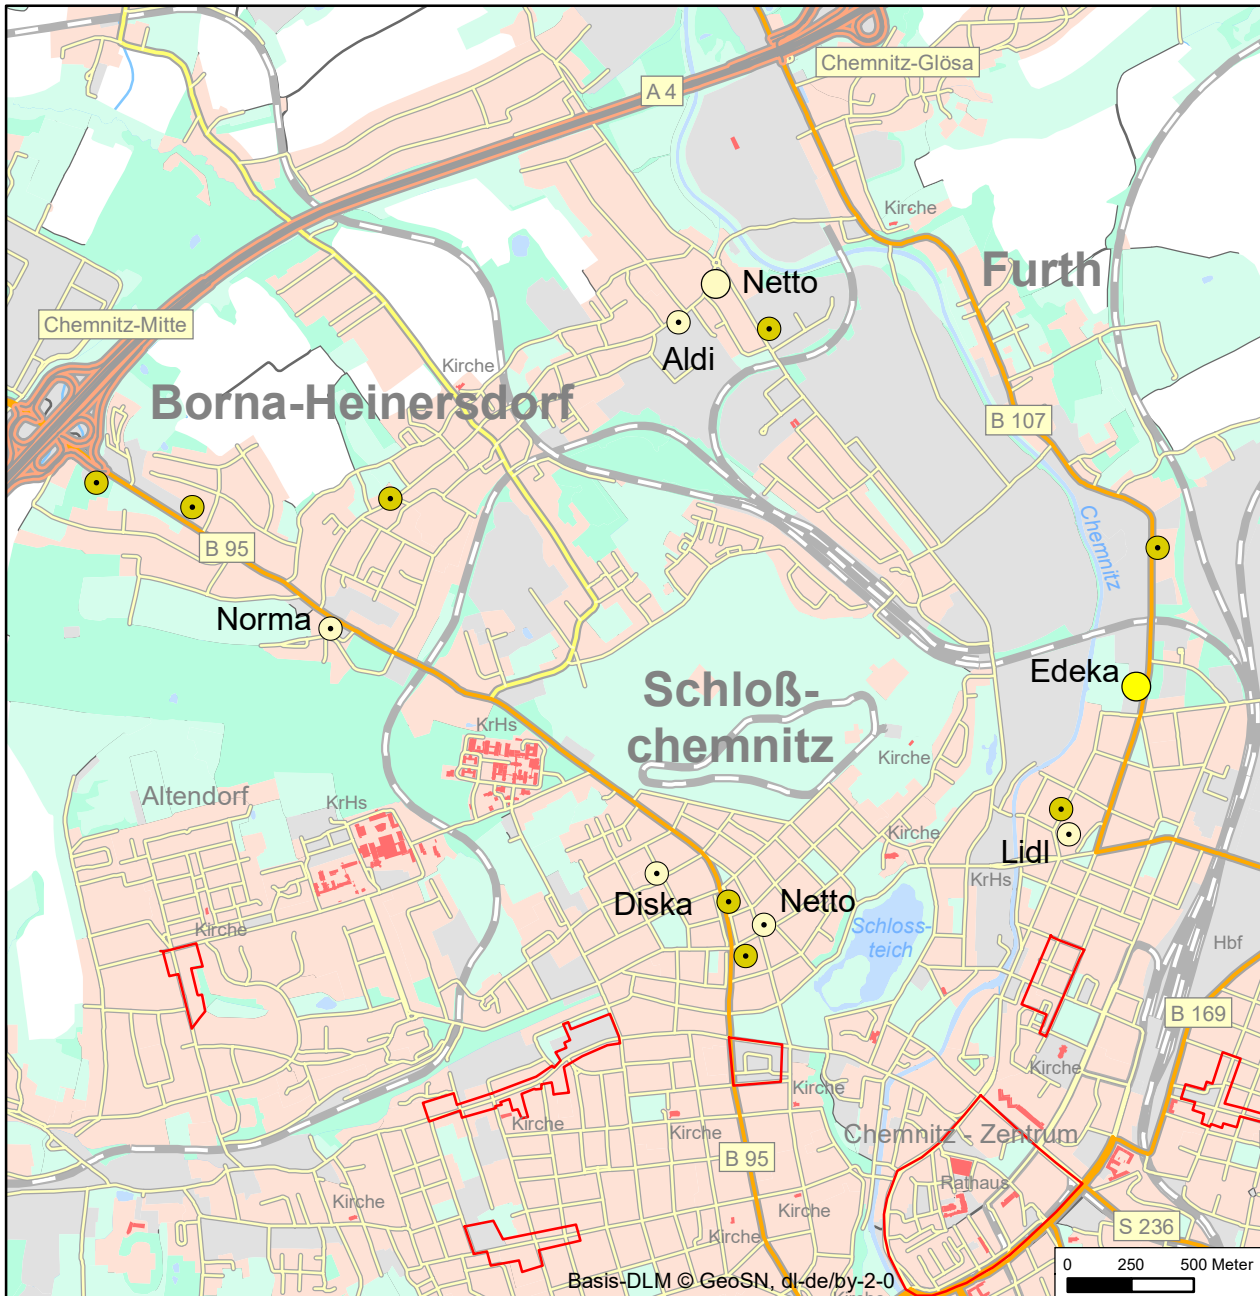 Chemnitz-Glösa
A 4
Kirche
Furth
Netto
Chemnitz-Mitte
Aldi
Kirche
Borna-Heinersdorf
B 107
Chemnitz
B 95
Norma
Edeka
Schloß-
chemnitz
KrHs
Kirche
Altendorf
KrHs
Kirche
Lidl
KrHs
Diska
Netto
Kirche
Schloss-
teich
Hbf
B 169
Kirche
Kirche
Kirche
Kirche
Chemnitz - Zentrum
B 95
Rathaus
Kirche
Kirche
Kirche
S 236
0 250 500 Meter
Basis-DLM © GeoSN, dl-de/by-2-0
Kirche